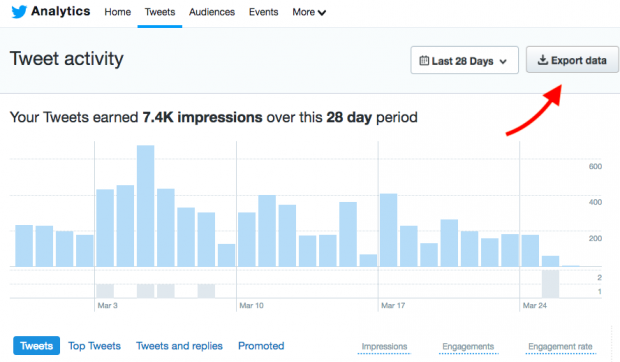 Analytics Home Tweets Audiences Events More
Tweet activity
Last 28 Days
Export data
Your Tweets earned 7.4K impressions over this 28 day period
600
400
200
2
1
Mar 3 Mar 10 Mar 17 Mar 24
Tweets Top Tweets Tweets and replies Promoted Impressions Engagements Engagement rate